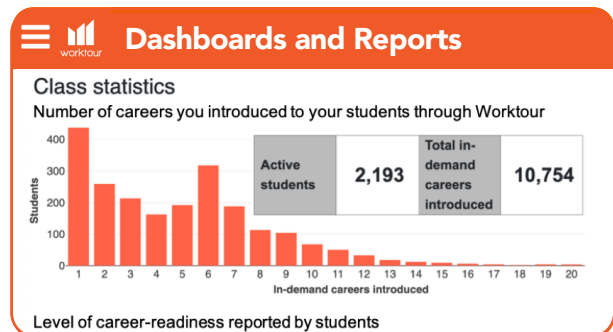 worktour
Dashboards and Reports
Class statistics
Number of careers you introduced to your students through Worktour
400
300
200
100
0
Students
Active
students
2,193
Total in-
demand
careers
introduced
10,754
1 2 3 4 5 6 7 8 9 10 11 12 13 14 15 16 17 18 19 20
In-demand careers introduced
Level of career-readiness reported by students